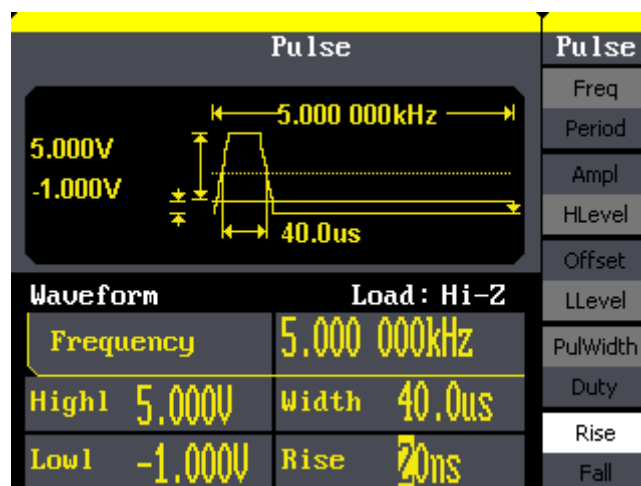 Pulse
5.000 000kHz
5.000V
-1.000V
40.0us
Waveform Load: Hi-Z
Frequency 5.000 000kHz
Highl 5.000V Width 40.0us
Lowl -1.000V Rise 20ns
Pulse
Freq
Period
Ampl
HLevel
Offset
LLevel
PulWidth
Duty
Rise
Fall